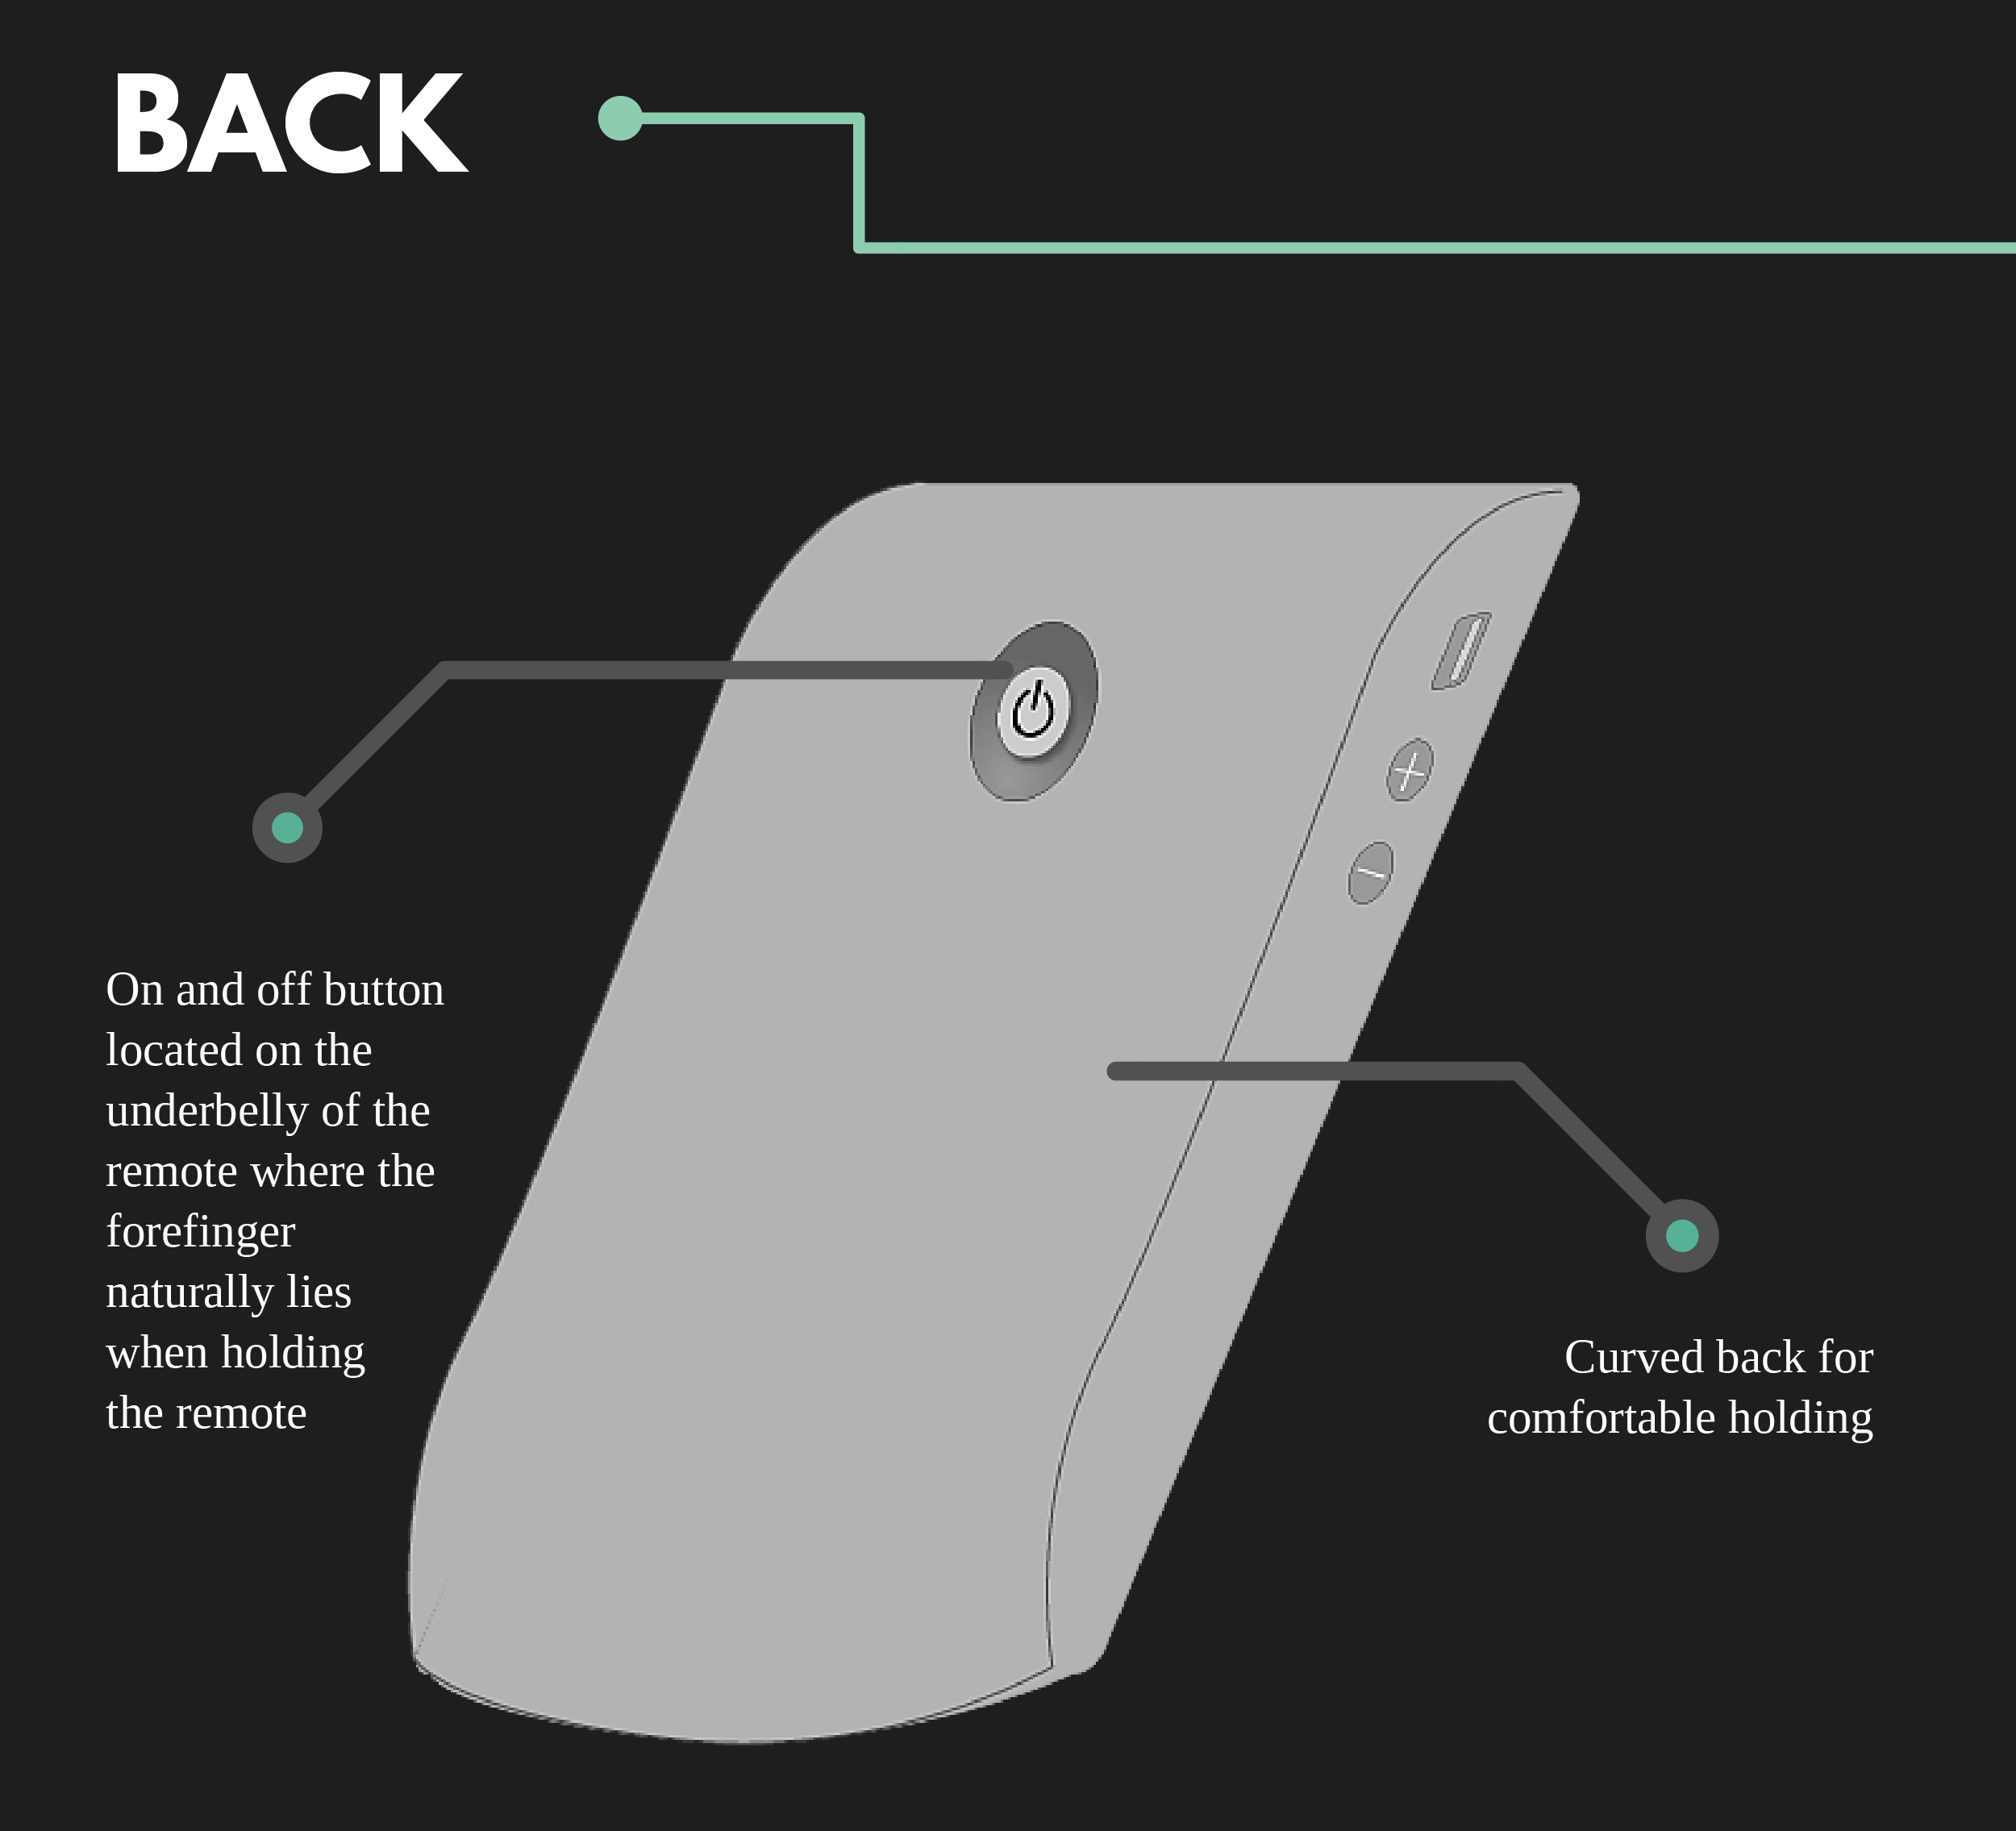 BACK
On and off button
located on the
underbelly of the
remote where the
forefinger
naturally lies
when holding
the remote
Curved back for
comfortable holding